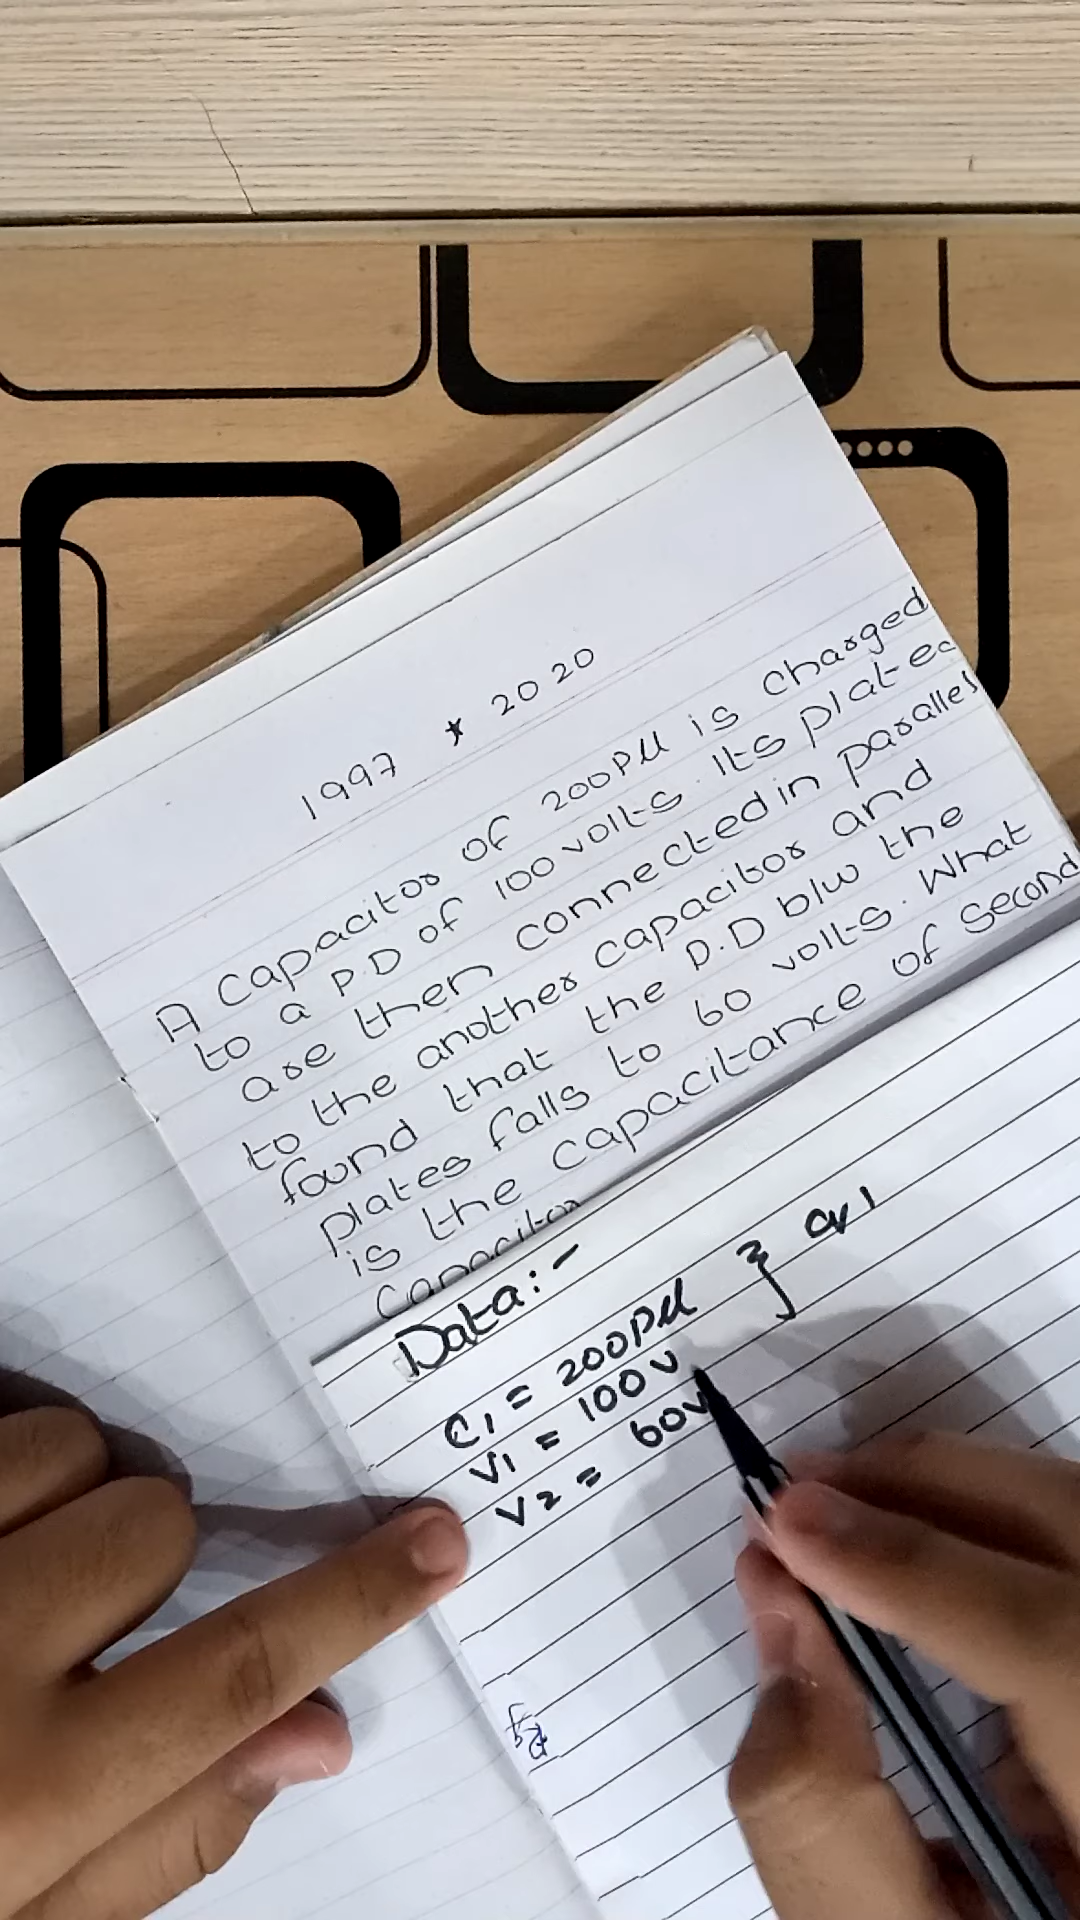 1997 * 2020
A capacitor of 200PU is charged
to a P.D of 100 volts. Its plates
are then connected in parallel
to the another capacitor and
found that the P.D b/w the
plates falls to 60 volts. What
is the capacitance of second
Capacitor
Data:-
C1 = 200PU
V1 = 100V
V2 = 60V